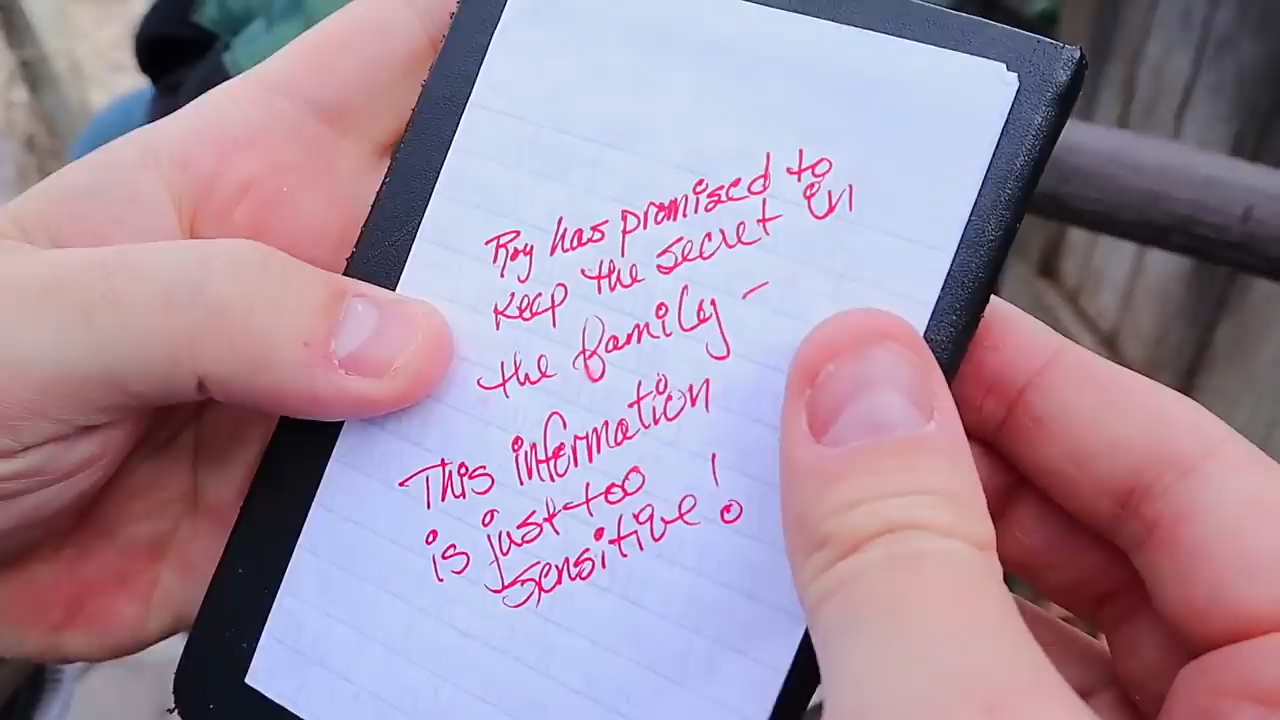 Roy has promised to
keep the secret in
the family –
This information
is just too
sensitive!